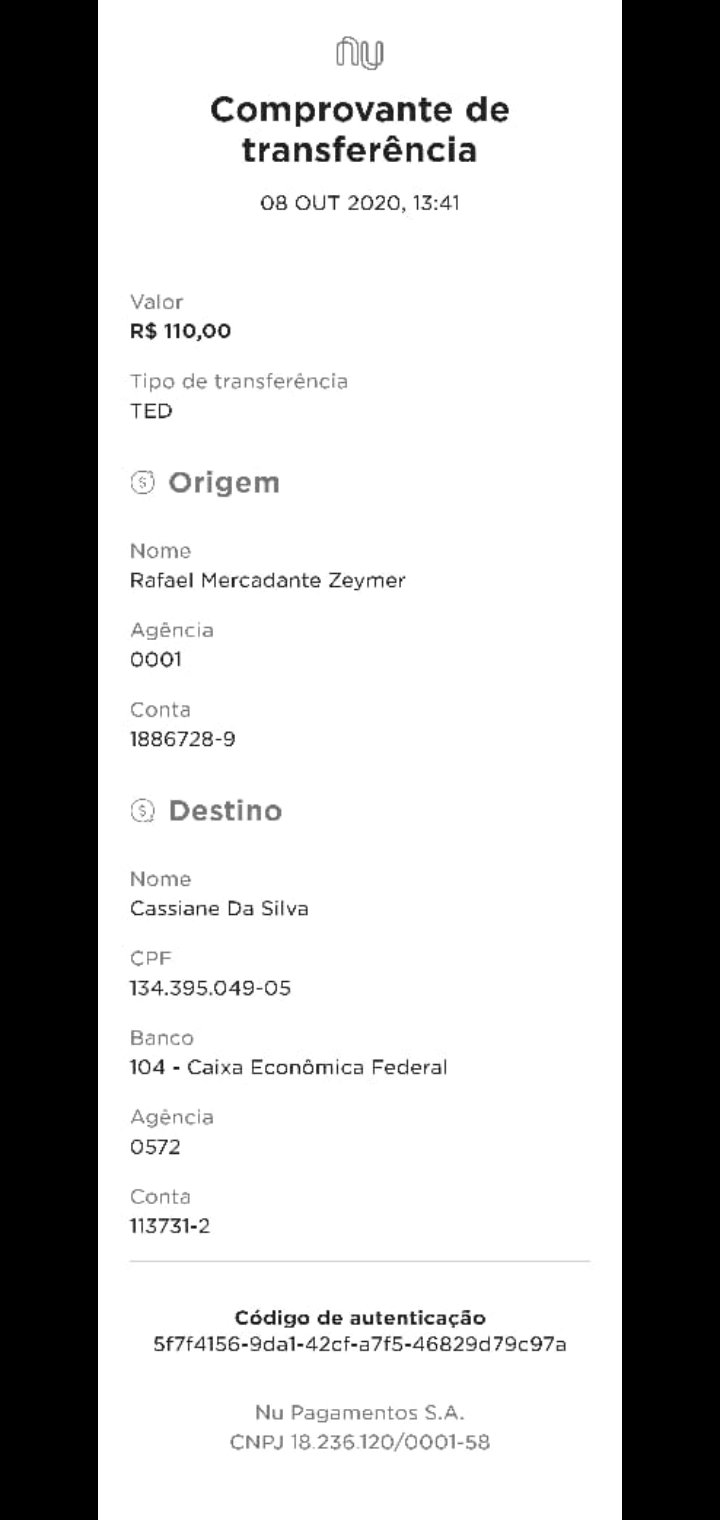 nu
Comprovante de
transferência
08 OUT 2020, 13:41
Valor
R$ 110,00
Tipo de transferência
TED
Origem
Nome
Rafael Mercadante Zeymer
Agência
0001
Conta
1886728-9
Destino
Nome
Cassiane Da Silva
CPF
134.395.049-05
Banco
104 - Caixa Econômica Federal
Agência
0572
Conta
113731-2
Código de autenticação
5f7f4156-9da1-42cf-a7f5-46829d79c97a
Nu Pagamentos S.A.
CNPJ 18.236.120/0001-58